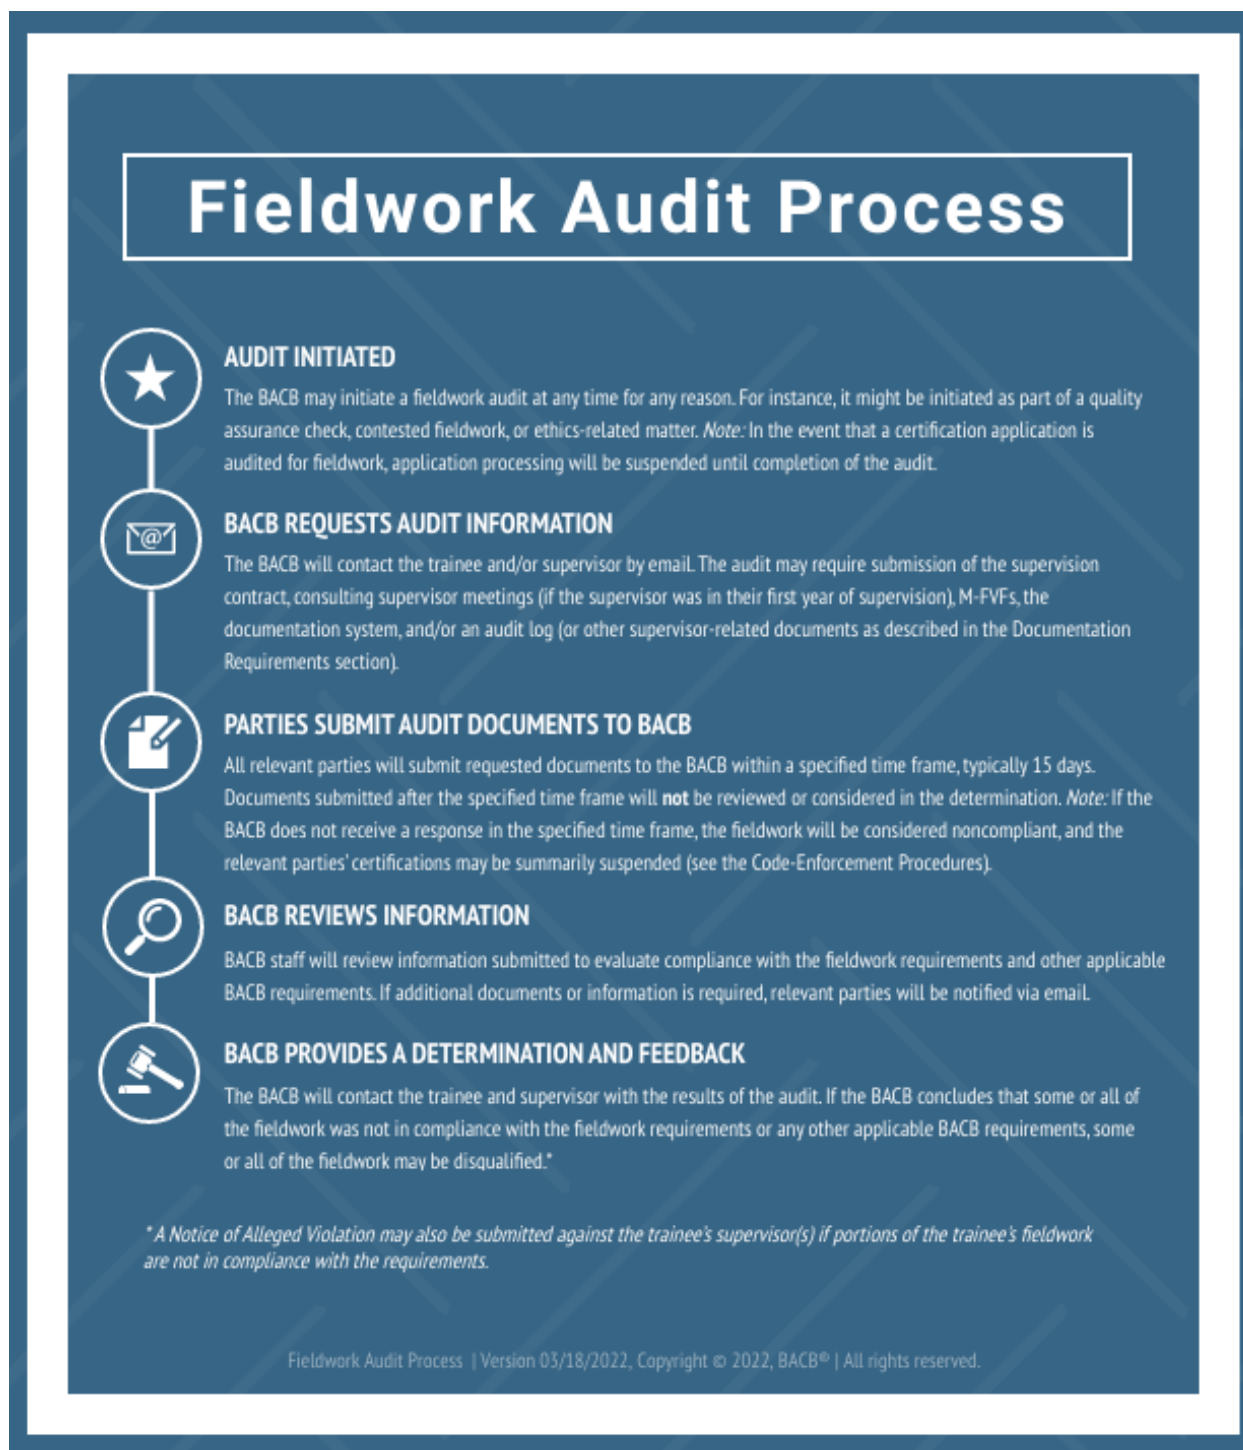 Fieldwork Audit Process
AUDIT INITIATED
The BACB may initiate a fieldwork audit at any time for any reason. For instance, it might be initiated as part of a quality
assurance check, contested fieldwork, or ethics-related matter. Note: In the event that a certification application is
audited for fieldwork, application processing will be suspended until completion of the audit.
@
BACB REQUESTS AUDIT INFORMATION
The BACB will contact the trainee and/or supervisor by email. The audit may require submission of the supervision
contract, consulting supervisor meetings (if the supervisor was in their first year of supervision), M-FVFs, the
documentation system, and/or an audit log (or other supervisor-related documents as described in the Documentation
Requirements section).
PARTIES SUBMIT AUDIT DOCUMENTS TO BACB
All relevant parties will submit requested documents to the BACB within a specified time frame, typically 15 days.
Documents submitted after the specified time frame will not be reviewed or considered in the determination. Note: If the
BACB does not receive a response in the specified time frame, the fieldwork will be considered noncompliant, and the
relevant parties' certifications may be summarily suspended (see the Code-Enforcement Procedures).
BACB REVIEWS INFORMATION
BACB staff will review information submitted to evaluate compliance with the fieldwork requirements and other applicable
BACB requirements. If additional documents or information is required, relevant parties will be notified via email.
BACB PROVIDES A DETERMINATION AND FEEDBACK
The BACB will contact the trainee and supervisor with the results of the audit. If the BACB concludes that some or all of
the fieldwork was not in compliance with the fieldwork requirements or any other applicable BACB requirements, some
or all of the fieldwork may be disqualified.*
* A Notice of Alleged Violation may also be submitted against the trainee's supervisor(s) if portions of the trainee's fieldwork
are not in compliance with the requirements.
Fieldwork Audit Process | Version 03/18/2022, Copyright © 2022, BACB® | All rights reserved.